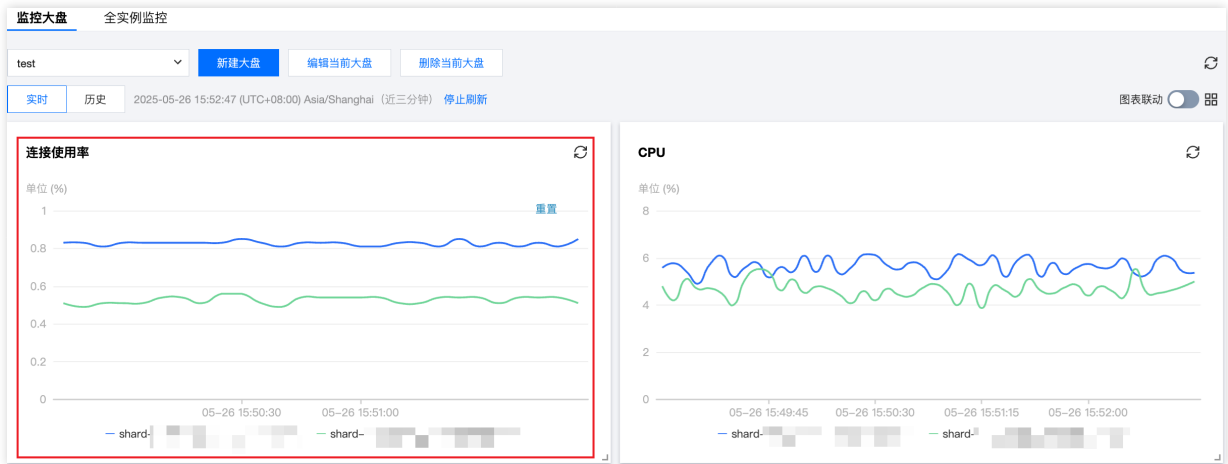 监控大盘 全实例监控
test 新建大盘 编辑当前大盘 删除当前大盘
实时 历史 2025-05-26 15:52:47 (UTC+08:00) Asia/Shanghai（近三分钟） 停止刷新 图表联动
连接使用率
单位 (%)
重置
1
0.8
0.6
0.4
0.2
0
05-26 15:50:30 05-26 15:51:00
shard- shard-
CPU
单位 (%)
8
6
4
2
0
05-26 15:49:45 05-26 15:50:30 05-26 15:51:15 05-26 15:52:00
shard- shard-